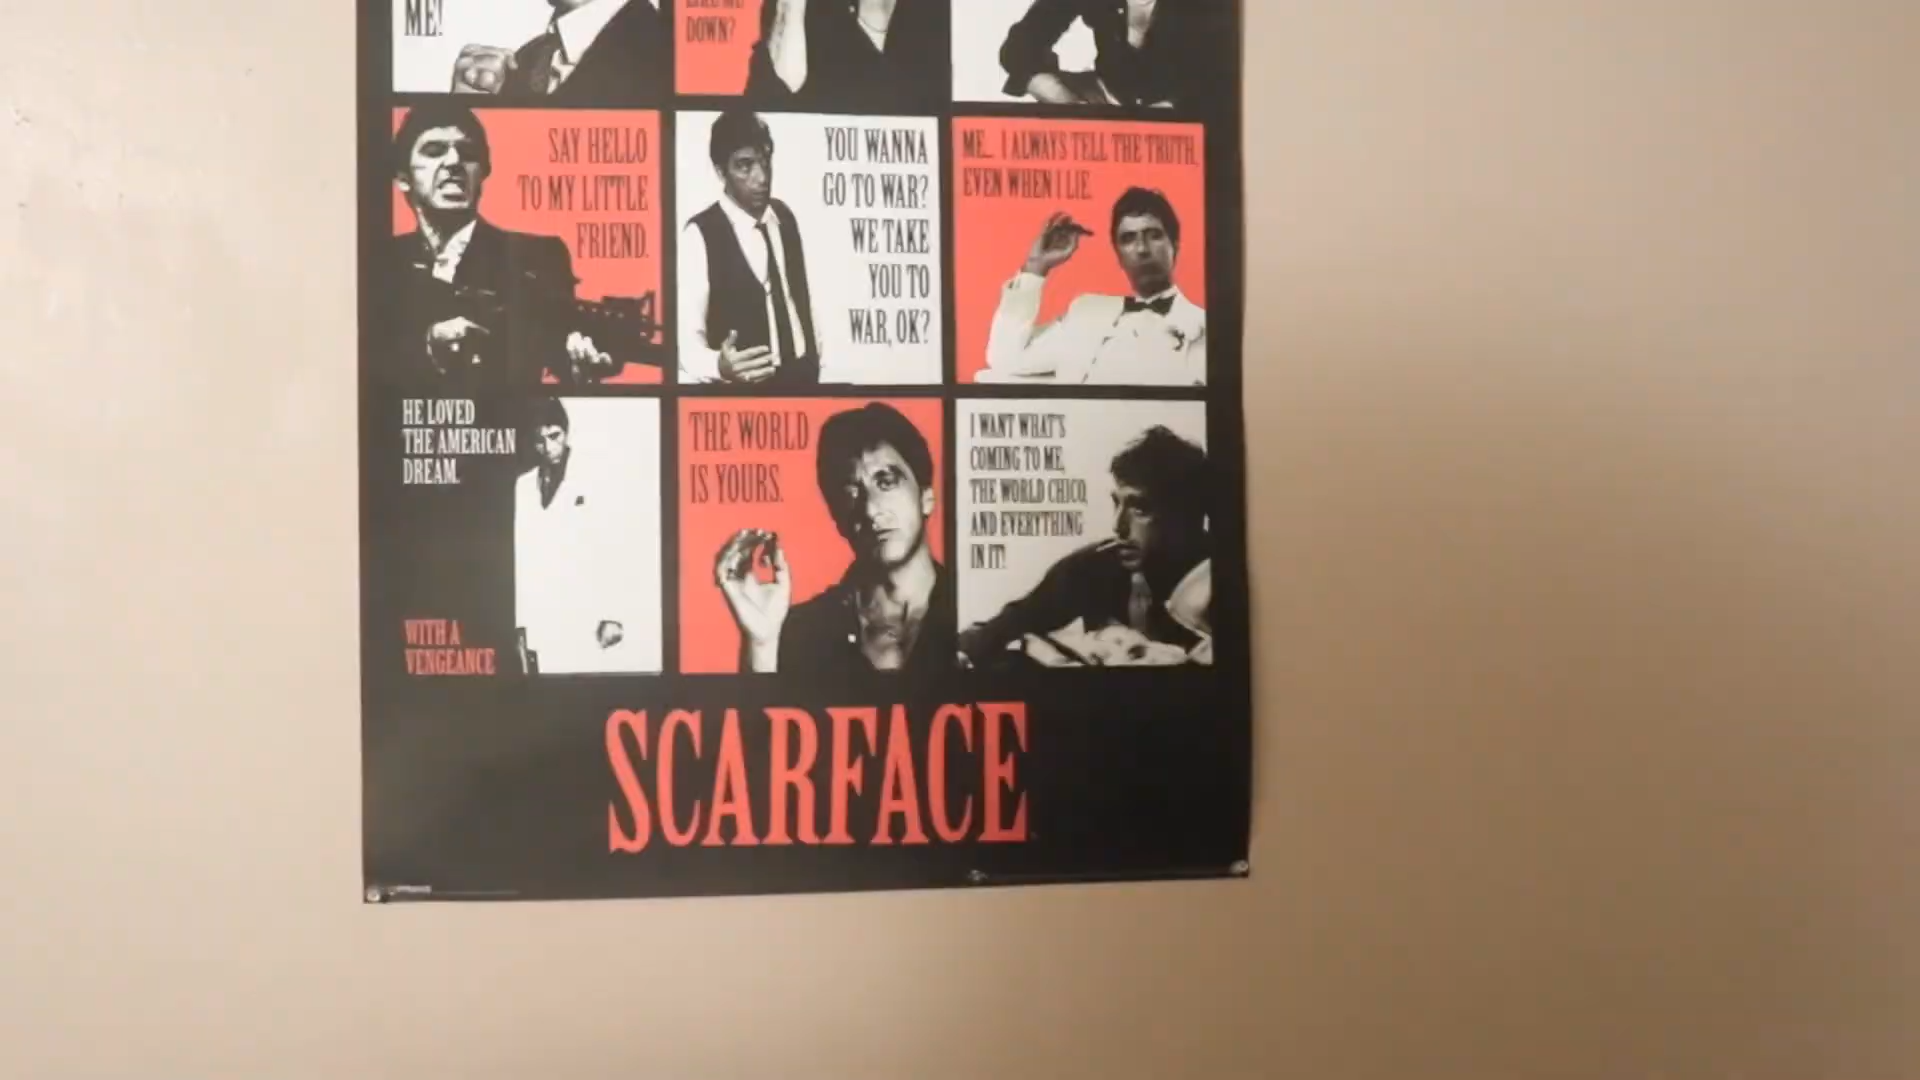 ME!
DOWN?
SAY HELLO
TO MY LITTLE
FRIEND.
YOU WANNA
GO TO WAR?
WE TAKE
YOU TO
WAR, OK?
ME... I ALWAYS TELL THE TRUTH,
EVEN WHEN I LIE.
HE LOVED
THE AMERICAN
DREAM.
WITH A
VENGEANCE
THE WORLD
IS YOURS.
I WANT WHAT'S
COMING TO ME,
THE WORLD CHICO,
AND EVERYTHING
IN IT!
SCARFACE